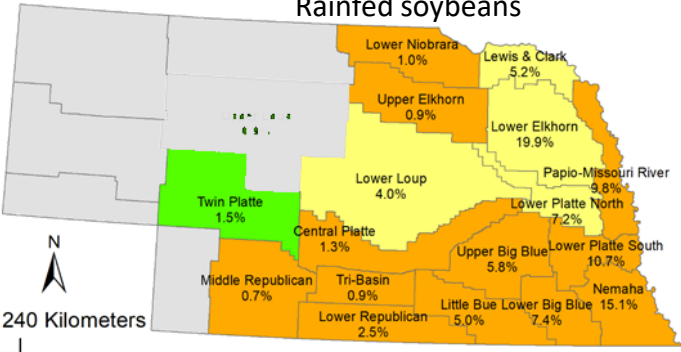 Rainfed soybeans
Lower Niobrara
1.0%
Lewis & Clark
5.2%
Upper Elkhorn
0.9%
Lower Elkhorn
19.9%
Papio-Missouri River
9.8%
Lower Loup
4.0%
Twin Platte
1.5%
Lower Platte North
7.2%
Central Platte
1.3%
Upper Big Blue
5.8%
Lower Platte South
10.7%
Middle Republican
0.7%
Tri-Basin
0.9%
Nemaha
15.1%
Little Bue
5.0%
Lower Big Blue
7.4%
Lower Republican
2.5%
N
240 Kilometers